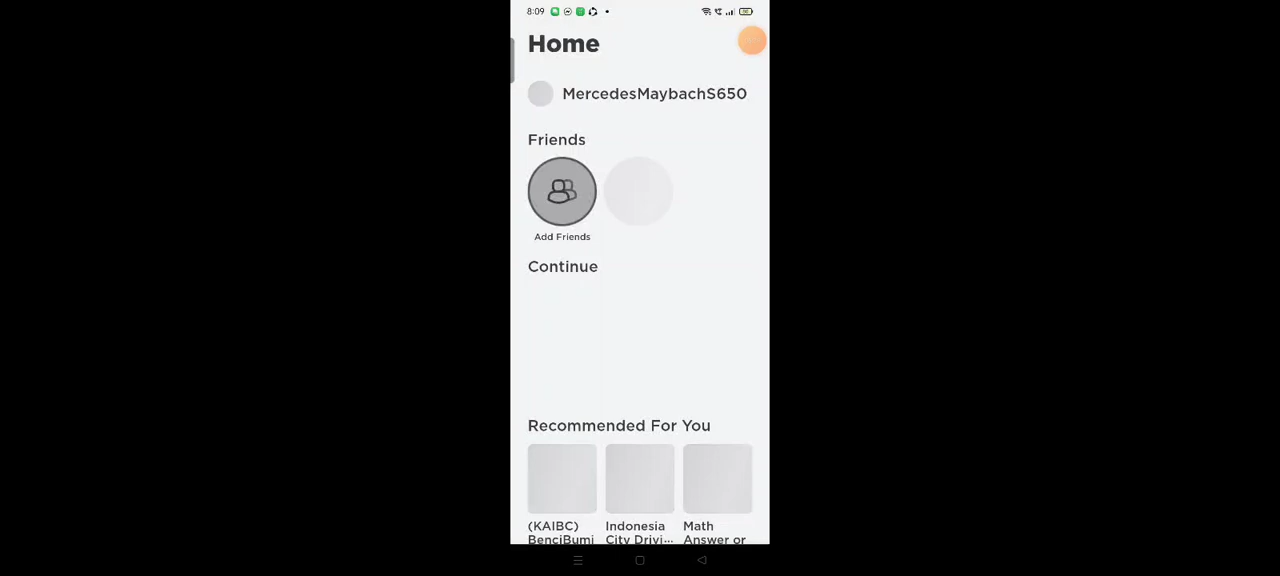 8:09
Home
MercedesMaybachS650
Friends
Add Friends
Continue
Recommended For You
(KAIBC) Indonesia Math
BenciBumi City Drivi... Answer or